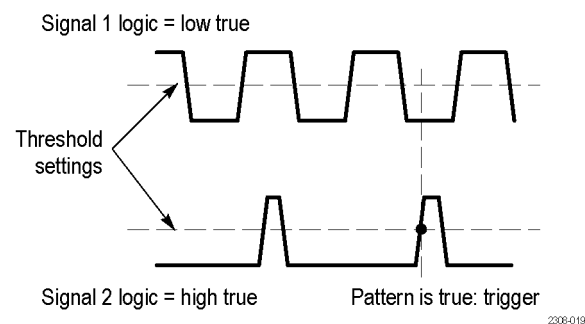 Signal 1 logic = low true
Threshold
settings
Signal 2 logic = high true
Pattern is true: trigger
2308-019